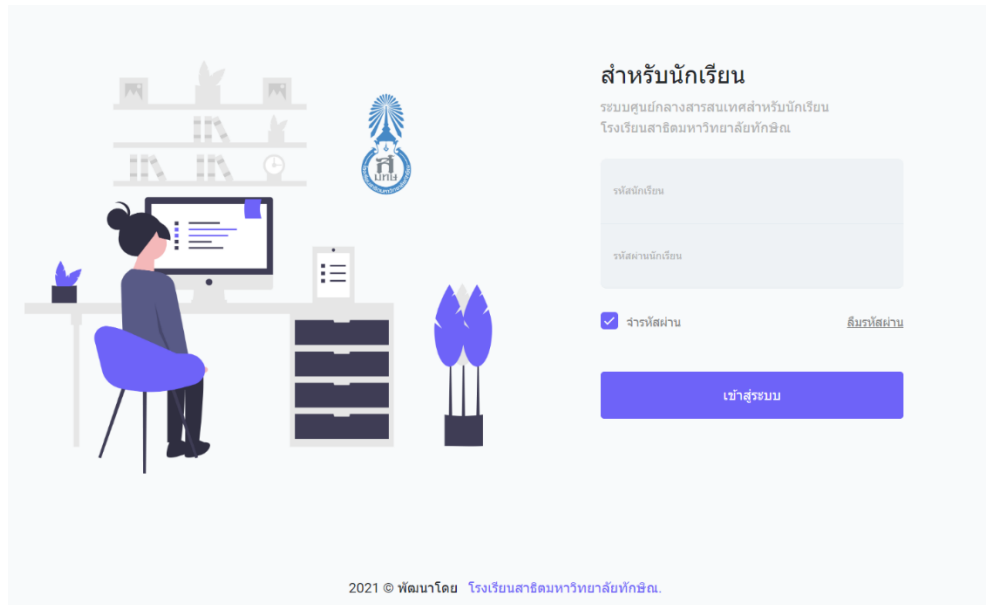 สำหรับนักเรียน
ระบบศูนย์กลางสารสนเทศสำหรับนักเรียน
โรงเรียนสาธิตมหาวิทยาลัยทักษิณ
รหัสนักเรียน
รหัสผ่านนักเรียน
จำรหัสผ่าน
ลืมรหัสผ่าน
เข้าสู่ระบบ
2021 © พัฒนาโดย โรงเรียนสาธิตมหาวิทยาลัยทักษิณ.